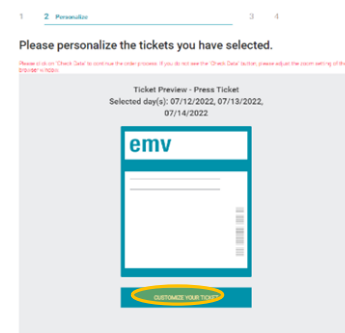 1 2 Personalize 3 4
Please personalize the tickets you have selected.
Please click on 'Check Data' to continue the order process. If you do not see the 'Check Data' button, please adjust the zoom setting of the
Ticket Preview - Press Ticket
Selected day(s): 07/12/2022, 07/13/2022,
07/14/2022
emv
CUSTOMIZE YOUR TICKET